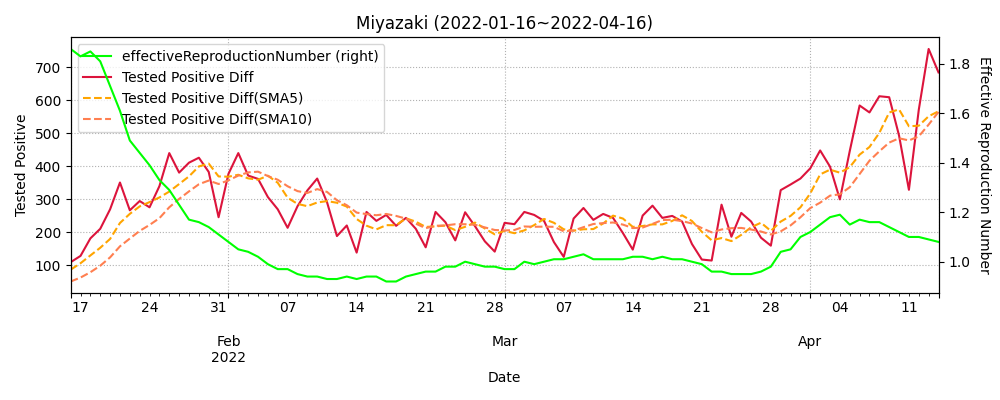 Miyazaki (2022-01-16~2022-04-16)
effectiveReproductionNumber (right)
Tested Positive Diff
Tested Positive Diff(SMA5)
Tested Positive Diff(SMA10)
Tested Positive
700
600
500
400
300
200
100
1.8
1.6
1.4
1.2
1.0
Effective Reproduction Number
17 24 31 07 14 21 28 07 14 21 28 04 11
Feb Mar Apr
2022
Date